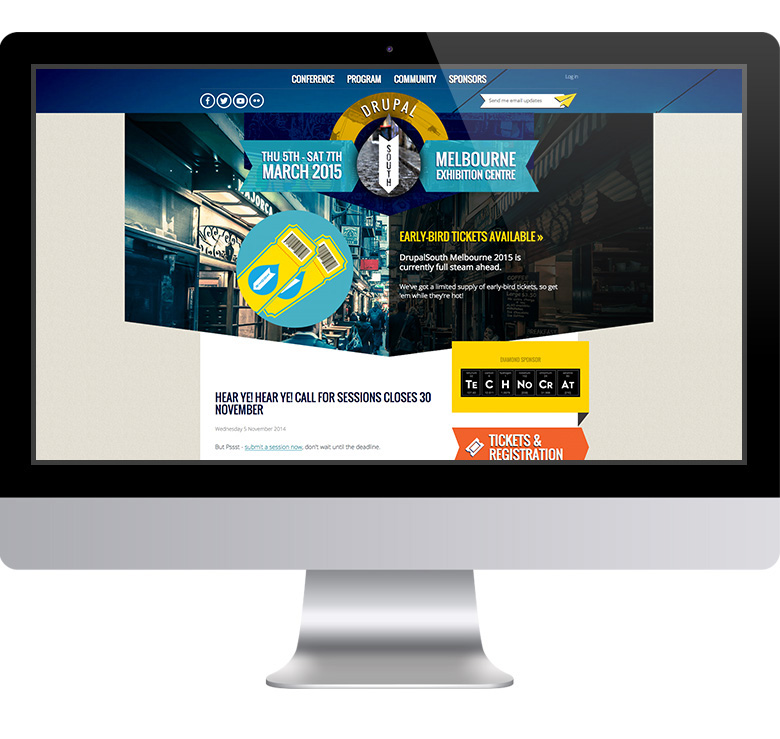 CONFERENCE PROGRAM COMMUNITY SPONSORS
Log in
Send me email updates
DRUPAL
SOUTH
THU 5TH - SAT 7TH
MARCH 2015
MELBOURNE
EXHIBITION CENTRE
MAJORCA
EARLY-BIRD TICKETS AVAILABLE »
DrupalSouth Melbourne 2015 is
currently full steam ahead.
We've got a limited supply of early-bird tickets, so get
'em while they're hot!
BREAKFAST
DIAMOND SPONSOR
TE C H NO CR AT
HEAR YE! HEAR YE! CALL FOR SESSIONS CLOSES 30
NOVEMBER
Wednesday 5 November 2014
But Pssst - submit a session now, don't wait until the deadline.
TICKETS &
REGISTRATION